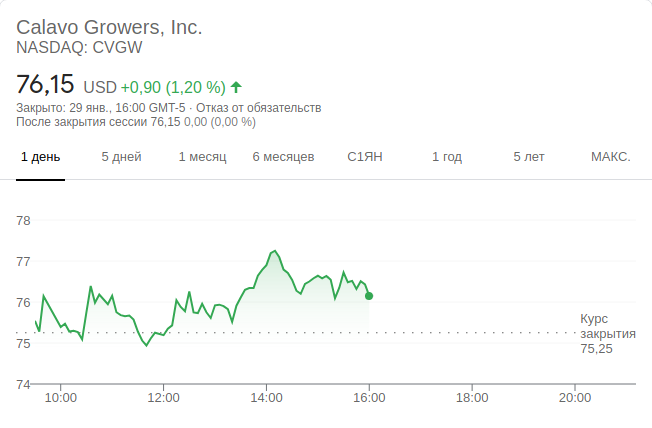 Calavo Growers, Inc.
NASDAQ: CVGW
76,15 USD +0,90 (1,20 %)
Закрыто: 29 янв., 16:00 GMT-5 · Отказ от обязательств
После закрытия сессии 76,15 0,00 (0,00 %)
1 день 5 дней 1 месяц 6 месяцев С1ЯН 1 год 5 лет МАКС.
78
77
76
Курс
закрытия
75,25
75
74
10:00 12:00 14:00 16:00 18:00 20:00